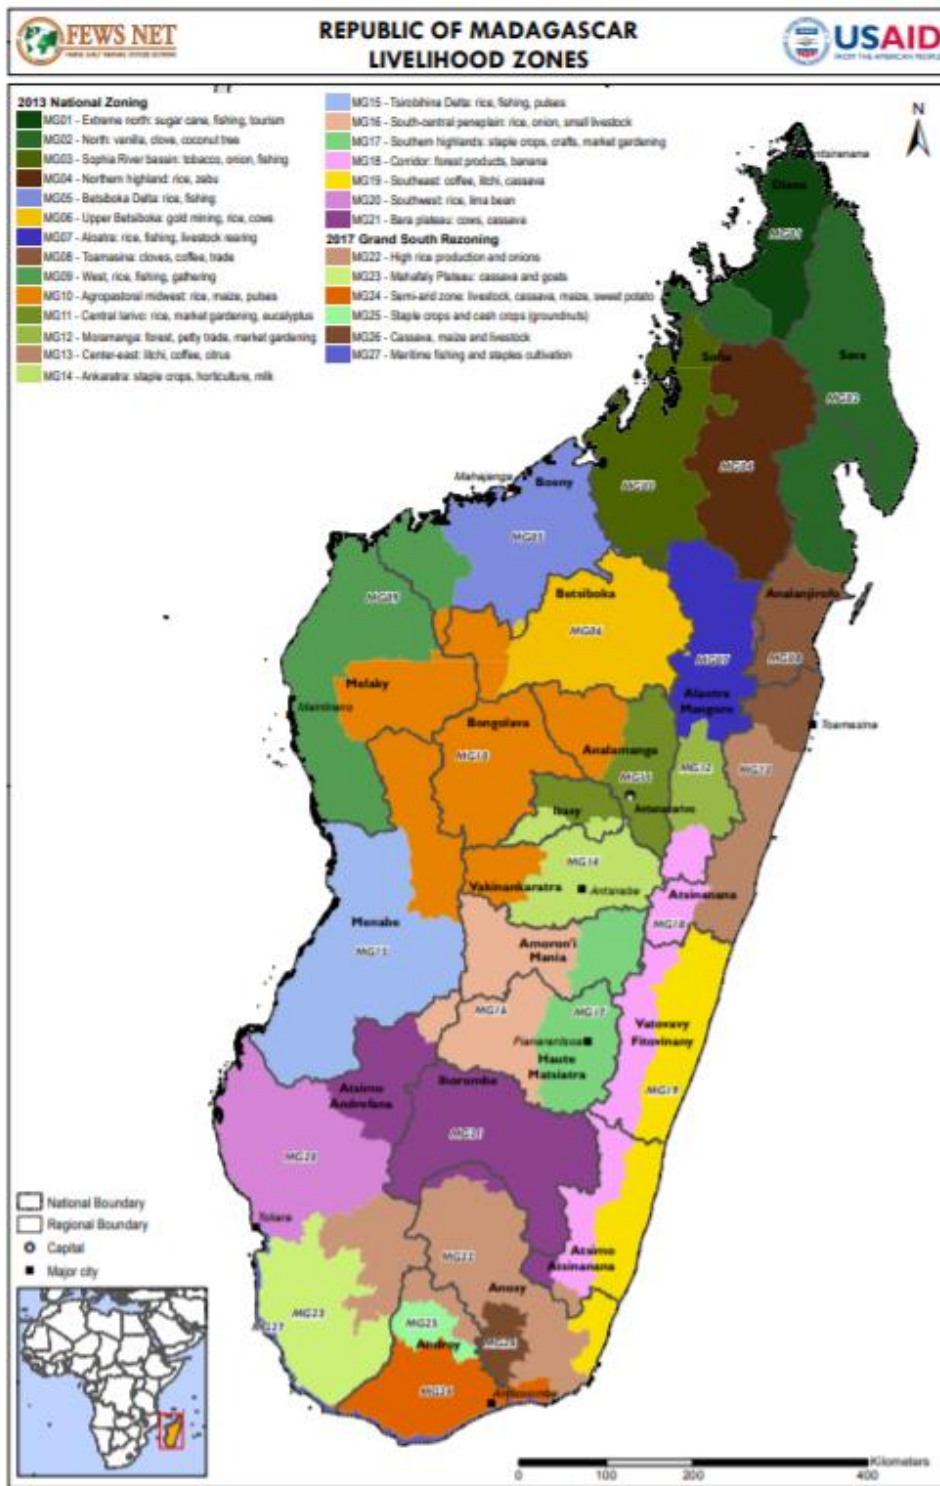 FEWS NET
REPUBLIC OF MADAGASCAR
LIVELIHOOD ZONES
USAID
FROM THE AMERICAN PEOPLE
2013 National Zoning
MG01 - Extreme north: sugar cane, fishing, tourism
MG02 - North: vanilla, clove, coconut tree
MG03 - Sophia River basin: tobacco, onion, fishing
MG04 - Northern highland: rice, zebu
MG05 - Betsiboka Delta: rice, fishing
MG06 - Upper Betsiboka: gold mining, rice, cows
MG07 - Aloatra: rice, fishing, livestock rearing
MG08 - Toamasina: cloves, coffee, trade
MG09 - West, rice, fishing, gathering
MG10 - Agropastoral midwest: rice, maize, pulses
MG11 - Central Iarivo: rice, market gardening, eucalyptus
MG12 - Moramanga: forest, petty trade, market gardening
MG13 - Center-east: litchi, coffee, citrus
MG14 - Ankaratra: staple crops, horticulture, milk
MG15 - Tsiribihina Delta: rice, fishing, pulses
MG16 - South-central peneplain: rice, onion, small livestock
MG17 - Southern highlands: staple crops, crafts, market gardening
MG18 - Corridor: forest products, banana
MG19 - Southeast: coffee, litchi, cassava
MG20 - Southwest: rice, lima bean
MG21 - Bara plateau: cows, cassava
2017 Grand South Rezoning
MG22 - High rice production and onions
MG23 - Mahafaly Plateau: cassava and goats
MG24 - Semi-arid zone: livestock, cassava, maize, sweet potato
MG25 - Staple crops and cash crops (groundnuts)
MG26 - Cassava, maize and livestock
MG27 - Maritime fishing and staples cultivation
N
Diana
MG01
Sofia
Sava
MG02
MG04
MG03
Mahajanga
Boeny
MG05
Betsiboka
MG06
Analanjirofo
MG09
MG07
MG08
Melaky
Alaotra
Mangoro
Maintirano
Toamasina
Bongolava
MG10
Analamanga
MG11
MG12
MG13
Itasy
Antananarivo
MG14
Vakinankaratra
Antsirabe
Atsinanana
MG18
Menabe
MG15
Amoron'i
Mania
MG16
MG17
Fianarantsoa
Haute
Matsiatra
Vatovavy
Fitovinany
MG19
Ihorombe
Atsimo
Andrefana
MG21
MG20
Toliara
MG22
Atsimo
Atsinanana
Anosy
MG23
MG25
Androy
MG27
MG24
National Boundary
Regional Boundary
Capital
Major city
Kilometers
0 100 200 400